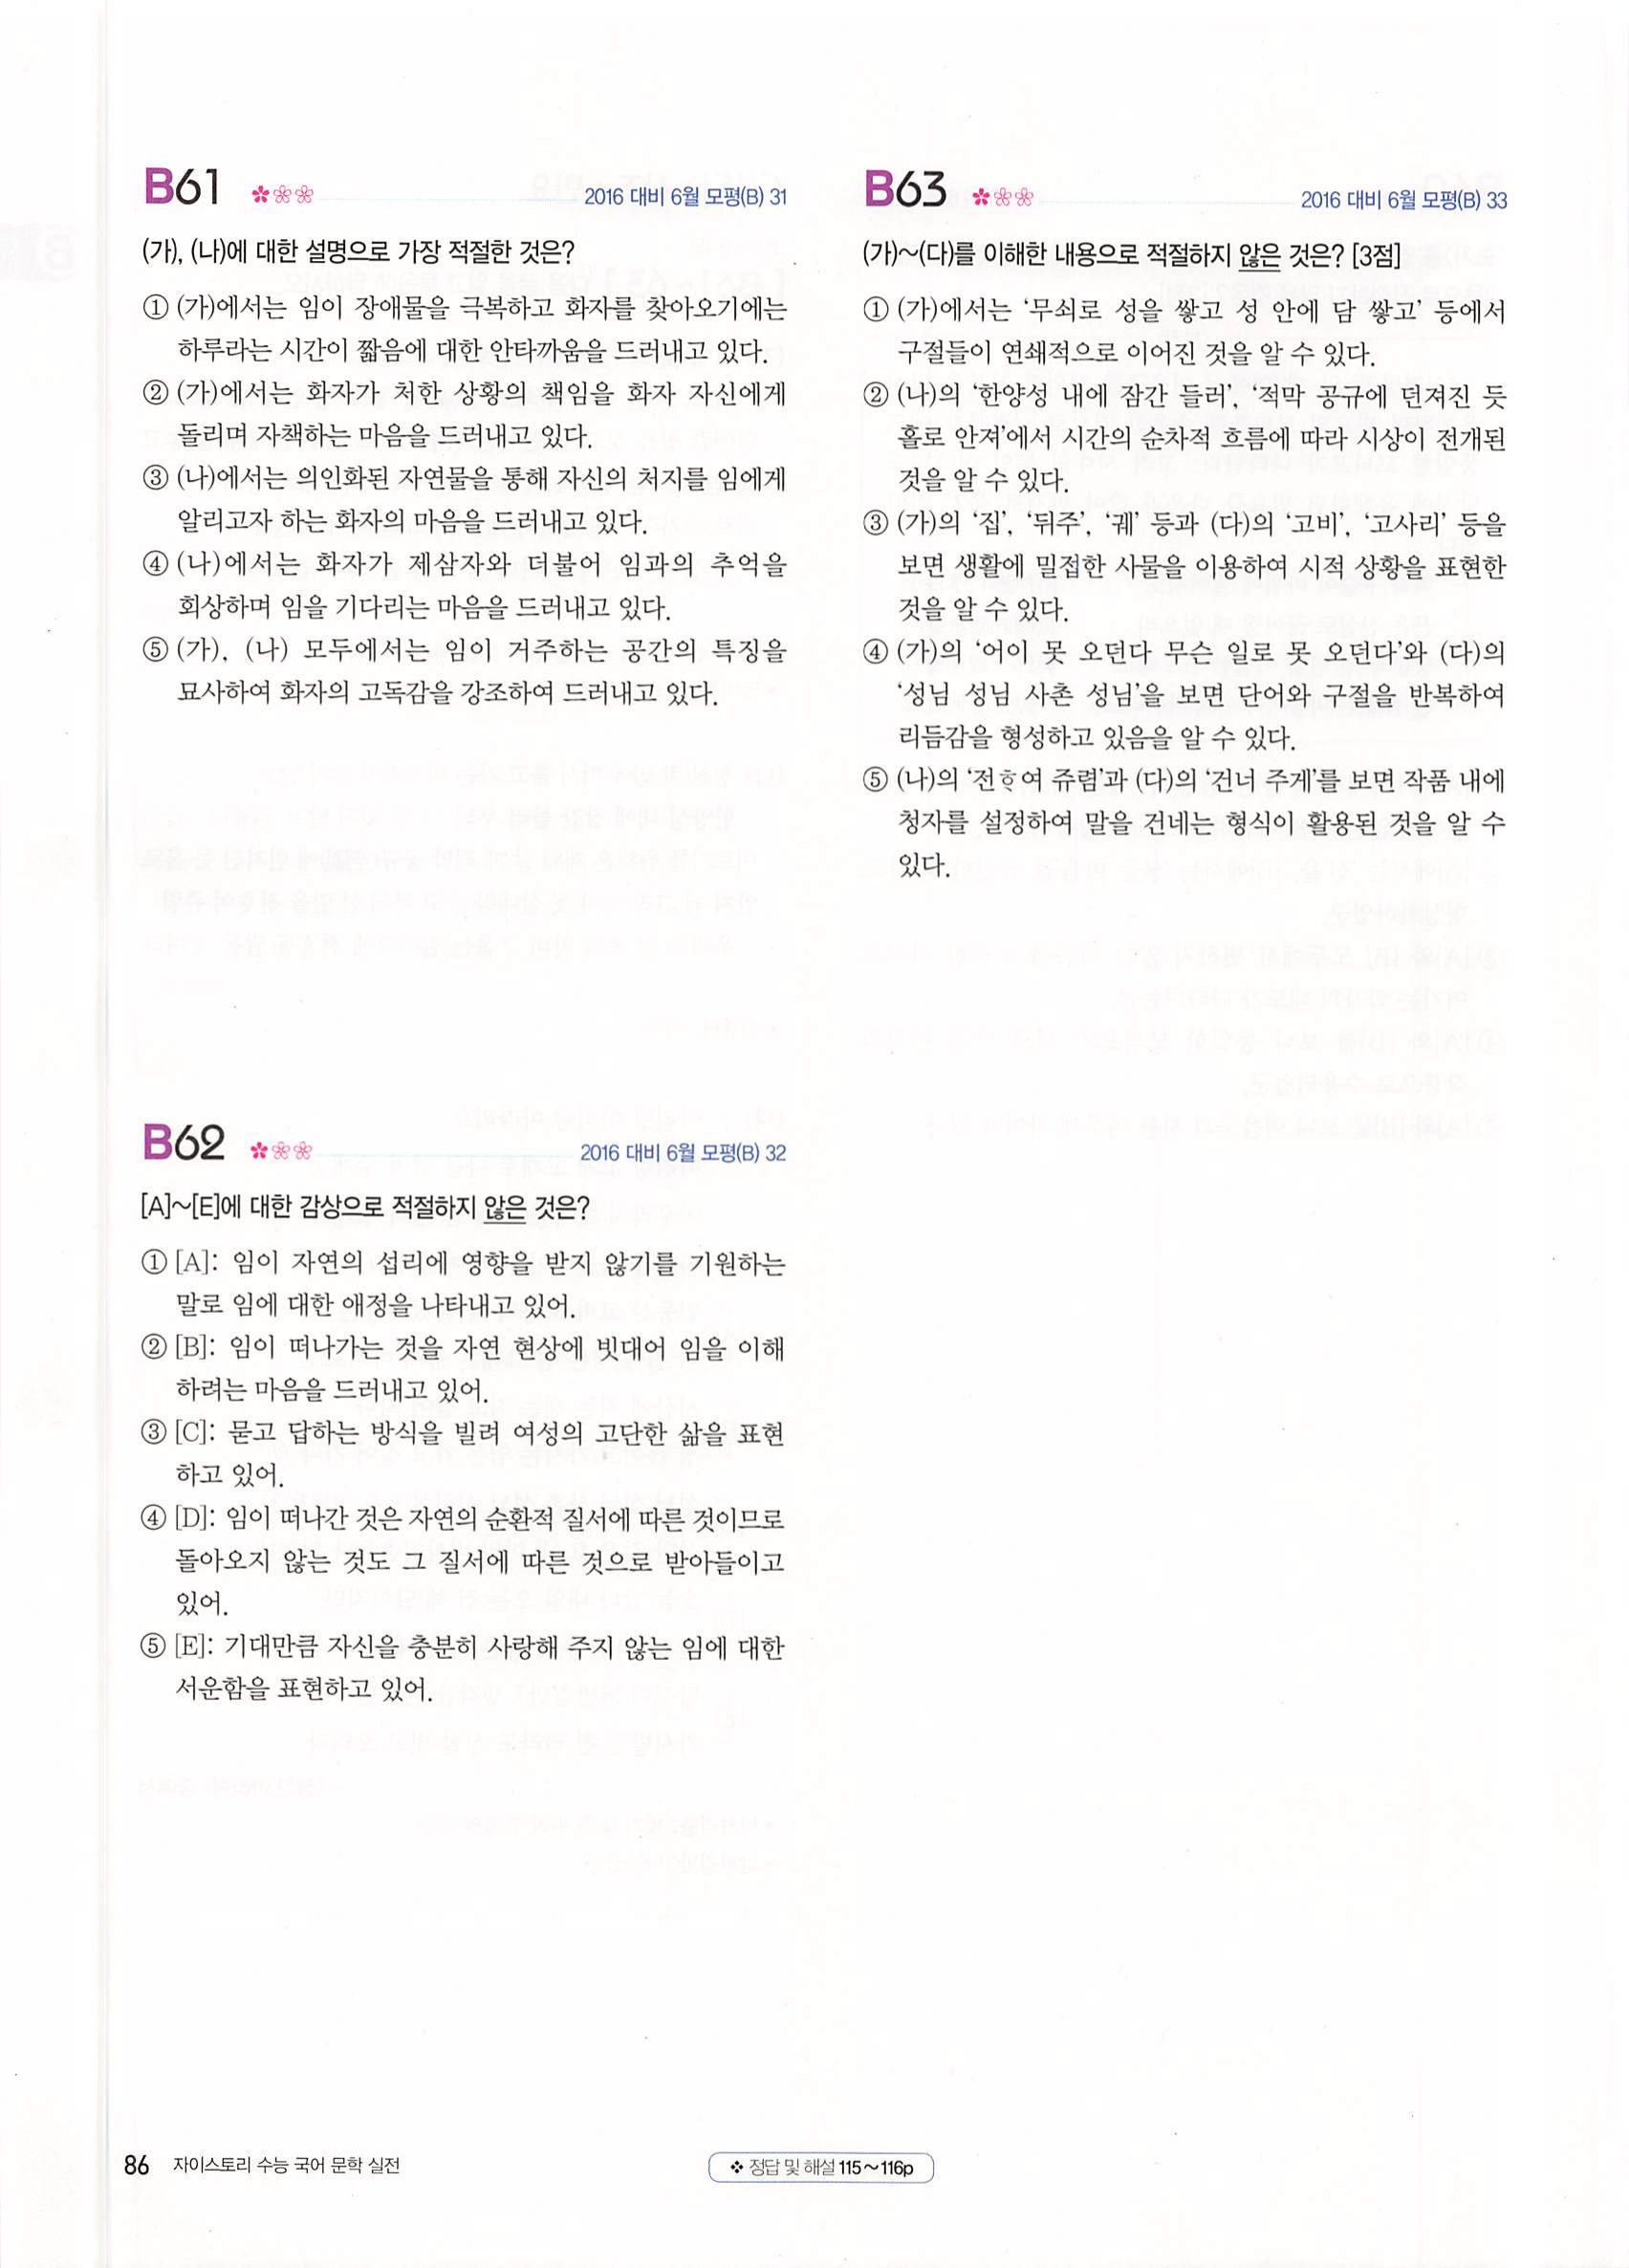 B61
2016 대비 6월 모평(B) 31
(가), (나)에 대한 설명으로 가장 적절한 것은?
① (가)에서는 임이 장애물을 극복하고 화자를 찾아오기에는
하루라는 시간이 짧음에 대한 안타까움을 드러내고 있다.
② (가)에서는 화자가 처한 상황의 책임을 화자 자신에게
돌리며 자책하는 마음을 드러내고 있다.
③ (나)에서는 의인화된 자연물을 통해 자신의 처지를 임에게
알리고자 하는 화자의 마음을 드러내고 있다.
④ (나)에서는 화자가 제삼자와 더불어 임과의 추억을
회상하며 임을 기다리는 마음을 드러내고 있다.
⑤ (가), (나) 모두에서는 임이 거주하는 공간의 특징을
묘사하여 화자의 고독감을 강조하여 드러내고 있다.
B62
2016 대비 6월 모평(B) 32
[A]~[E]에 대한 감상으로 적절하지 않은 것은?
① [A]: 임이 자연의 섭리에 영향을 받지 않기를 기원하는
말로 임에 대한 애정을 나타내고 있어.
② [B]: 임이 떠나가는 것을 자연 현상에 빗대어 임을 이해
하려는 마음을 드러내고 있어.
③ [C]: 묻고 답하는 방식을 빌려 여성의 고단한 삶을 표현
하고 있어.
④ [D]: 임이 떠나간 것은 자연의 순환적 질서에 따른 것이므로
돌아오지 않는 것도 그 질서에 따른 것으로 받아들이고
있어.
⑤ [E]: 기대만큼 자신을 충분히 사랑해 주지 않는 임에 대한
서운함을 표현하고 있어.
B63
2016 대비 6월 모평(B) 33
(가)~(다)를 이해한 내용으로 적절하지 않은 것은? [3점]
① (가)에서는 ‘무쇠로 성을 쌓고 성 안에 담 쌓고’ 등에서
구절들이 연쇄적으로 이어진 것을 알 수 있다.
② (나)의 ‘한양성 내에 잠간 들러’, ‘적막 공규에 던져진 듯
홀로 안져’에서 시간의 순차적 흐름에 따라 시상이 전개된
것을 알 수 있다.
③ (가)의 ‘집’, ‘뒤주’, ‘궤’ 등과 (다)의 ‘고비’, ‘고사리’ 등을
보면 생활에 밀접한 사물을 이용하여 시적 상황을 표현한
것을 알 수 있다.
④ (가)의 ‘어이 못 오던다 무슨 일로 못 오던다’와 (다)의
‘성님 성님 사촌 성님’을 보면 단어와 구절을 반복하여
리듬감을 형성하고 있음을 알 수 있다.
⑤ (나)의 ‘전ᄒᆞ여 쥬렴’과 (다)의 ‘건너 주게’를 보면 작품 내에
청자를 설정하여 말을 건네는 형식이 활용된 것을 알 수
있다.
86 자이스토리 수능 국어 문학 실전
❖ 정답 및 해설 115~116p